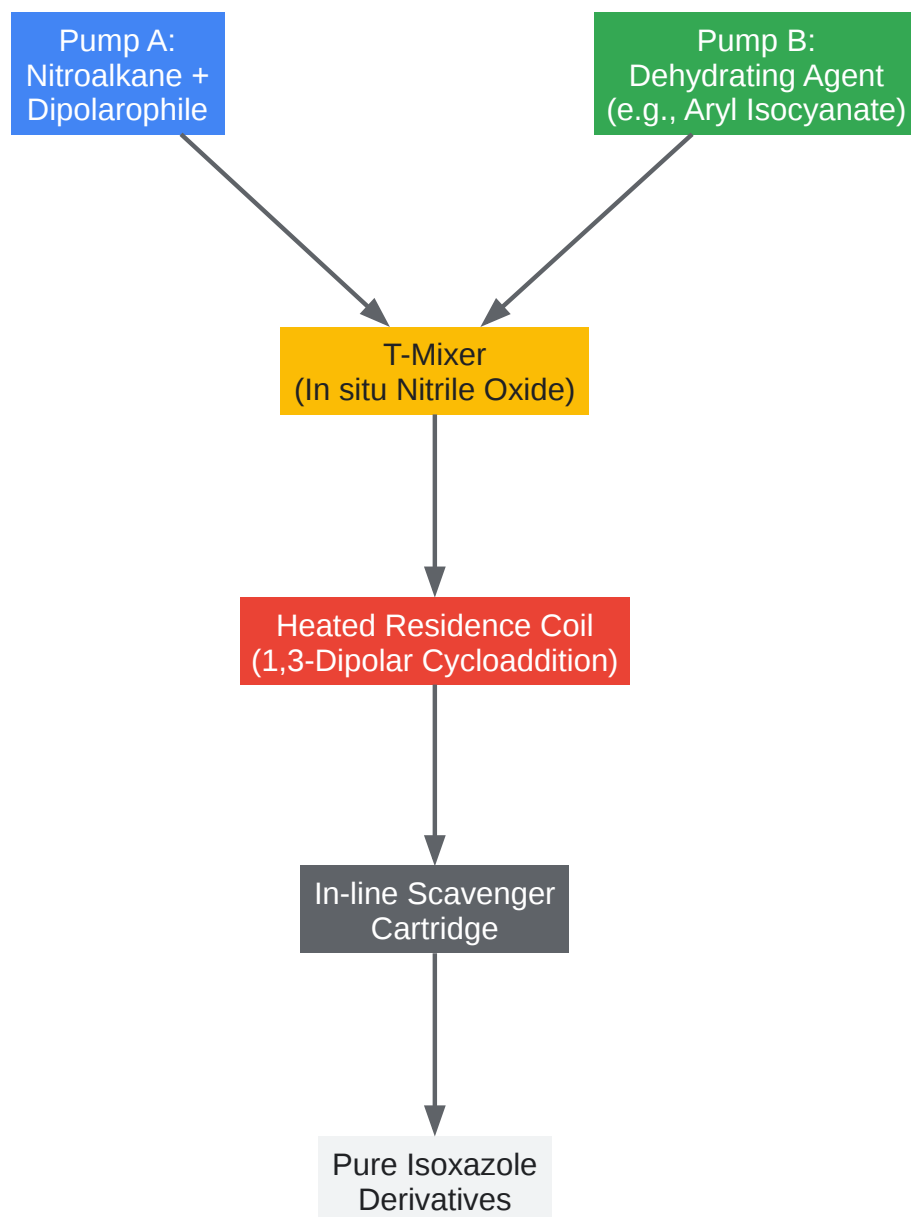 Pump A:
Nitroalkane +
Dipolarophile
Pump B:
Dehydrating Agent
(e.g., Aryl Isocyanate)
T-Mixer
(In situ Nitrile Oxide)
Heated Residence Coil
(1,3-Dipolar Cycloaddition)
In-line Scavenger
Cartridge
Pure Isoxazole
Derivatives